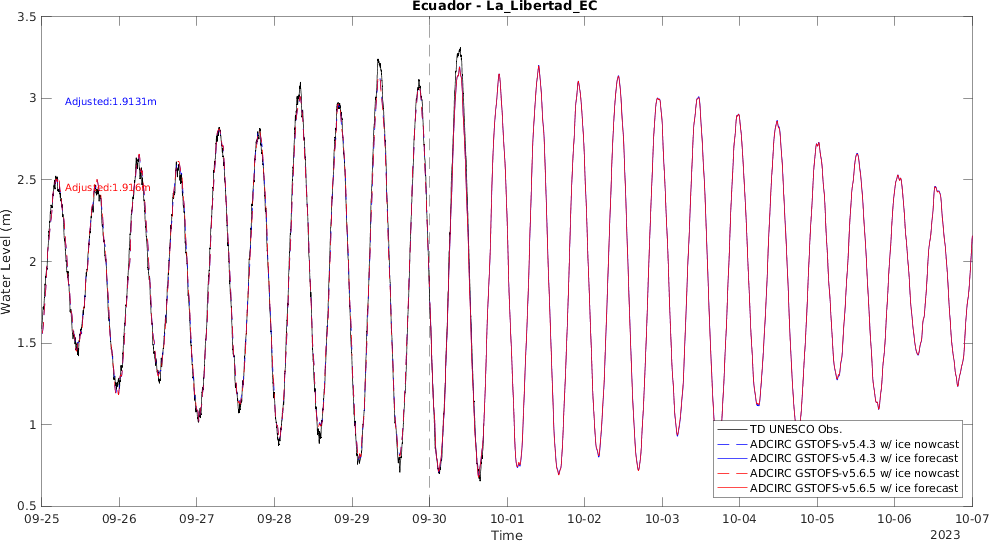 Ecuador - La_Libertad_EC
3.5
3
2.5
2
1.5
1
0.5
Water Level (m)
Adjusted:1.9131m
Adjusted:1.916m
TD UNESCO Obs.
ADCIRC GSTOFS-v5.4.3 w/ ice nowcast
ADCIRC GSTOFS-v5.4.3 w/ ice forecast
ADCIRC GSTOFS-v5.6.5 w/ ice nowcast
ADCIRC GSTOFS-v5.6.5 w/ ice forecast
09-25 09-26 09-27 09-28 09-29 09-30 10-01 10-02 10-03 10-04 10-05 10-06 10-07
Time
2023